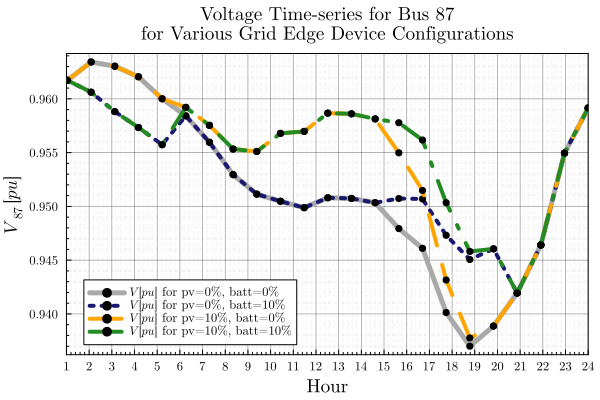 Voltage Time-series for Bus 87
for Various Grid Edge Device Configurations
V87 [pu]
0.960
0.955
0.950
0.945
0.940
V[pu] for pv=0%, batt=0%
V[pu] for pv=0%, batt=10%
V[pu] for pv=10%, batt=0%
V[pu] for pv=10%, batt=10%
1 2 3 4 5 6 7 8 9 10 11 12 13 14 15 16 17 18 19 20 21 22 23 24
Hour